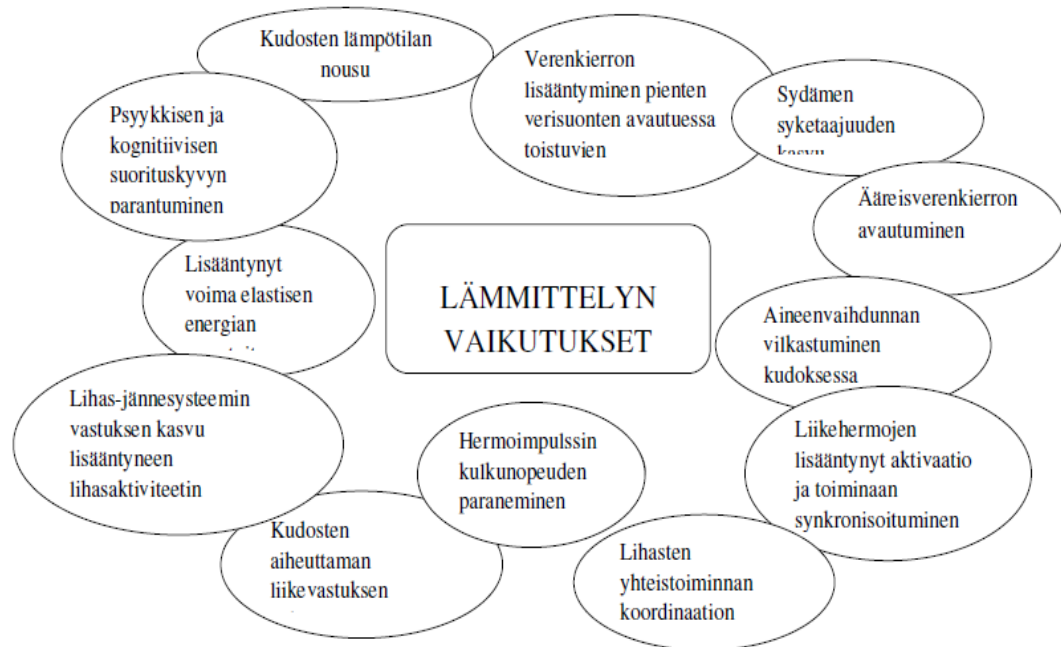 Kudosten lämpötilan
nousu
Verenkierron
lisääntyminen pienten
verisuonten avautuessa
toistuvien
Sydämen
syketaajuuden
kasvu
Psyykkisen ja
kognitiivisen
suorituskyvyn
parantuminen
Ääreisverenkierron
avautuminen
Lisääntynyt
voima elastisen
energian
LÄMMITTELYN
VAIKUTUKSET
Aineenvaihdunnan
vilkastuminen
kudoksessa
Lihas-jännesysteemin
vastuksen kasvu
lisääntyneen
lihasaktiviteetin
Hermoimpulssin
kulkunopeuden
paraneminen
Liikehermojen
lisääntynyt aktivaatio
ja toiminaan
synkronisoituminen
Kudosten
aiheuttaman
liikevastuksen
Lihasten
yhteistoiminnan
koordinaation